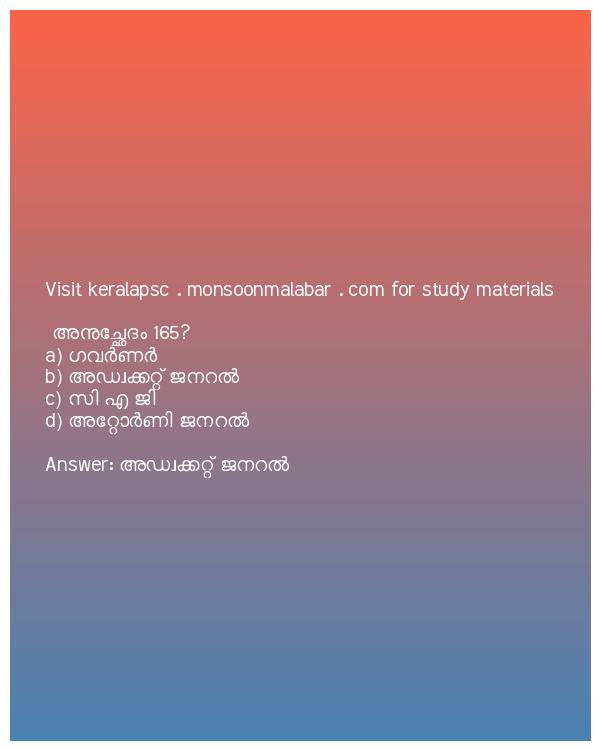 Visit keralapsc . monsoonmalabar . com for study materials
അനുച്ഛേദം 165?
a) ഗവർണർ
b) അഡ്വക്കറ്റ് ജനറൽ
c) സി എ ജി
d) അറ്റോർണി ജനറൽ
Answer: അഡ്വക്കറ്റ് ജനറൽ